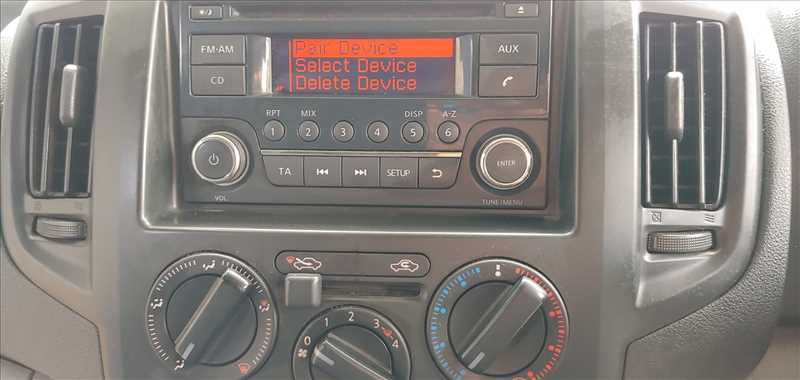 FM·AM
CD
Pair Device
Select Device
Delete Device
AUX
RPT MIX DISP A-Z
1 2 3 4 5 6
VOL
TA
SETUP
ENTER
TUNE/MENU
0 1 2 3 4